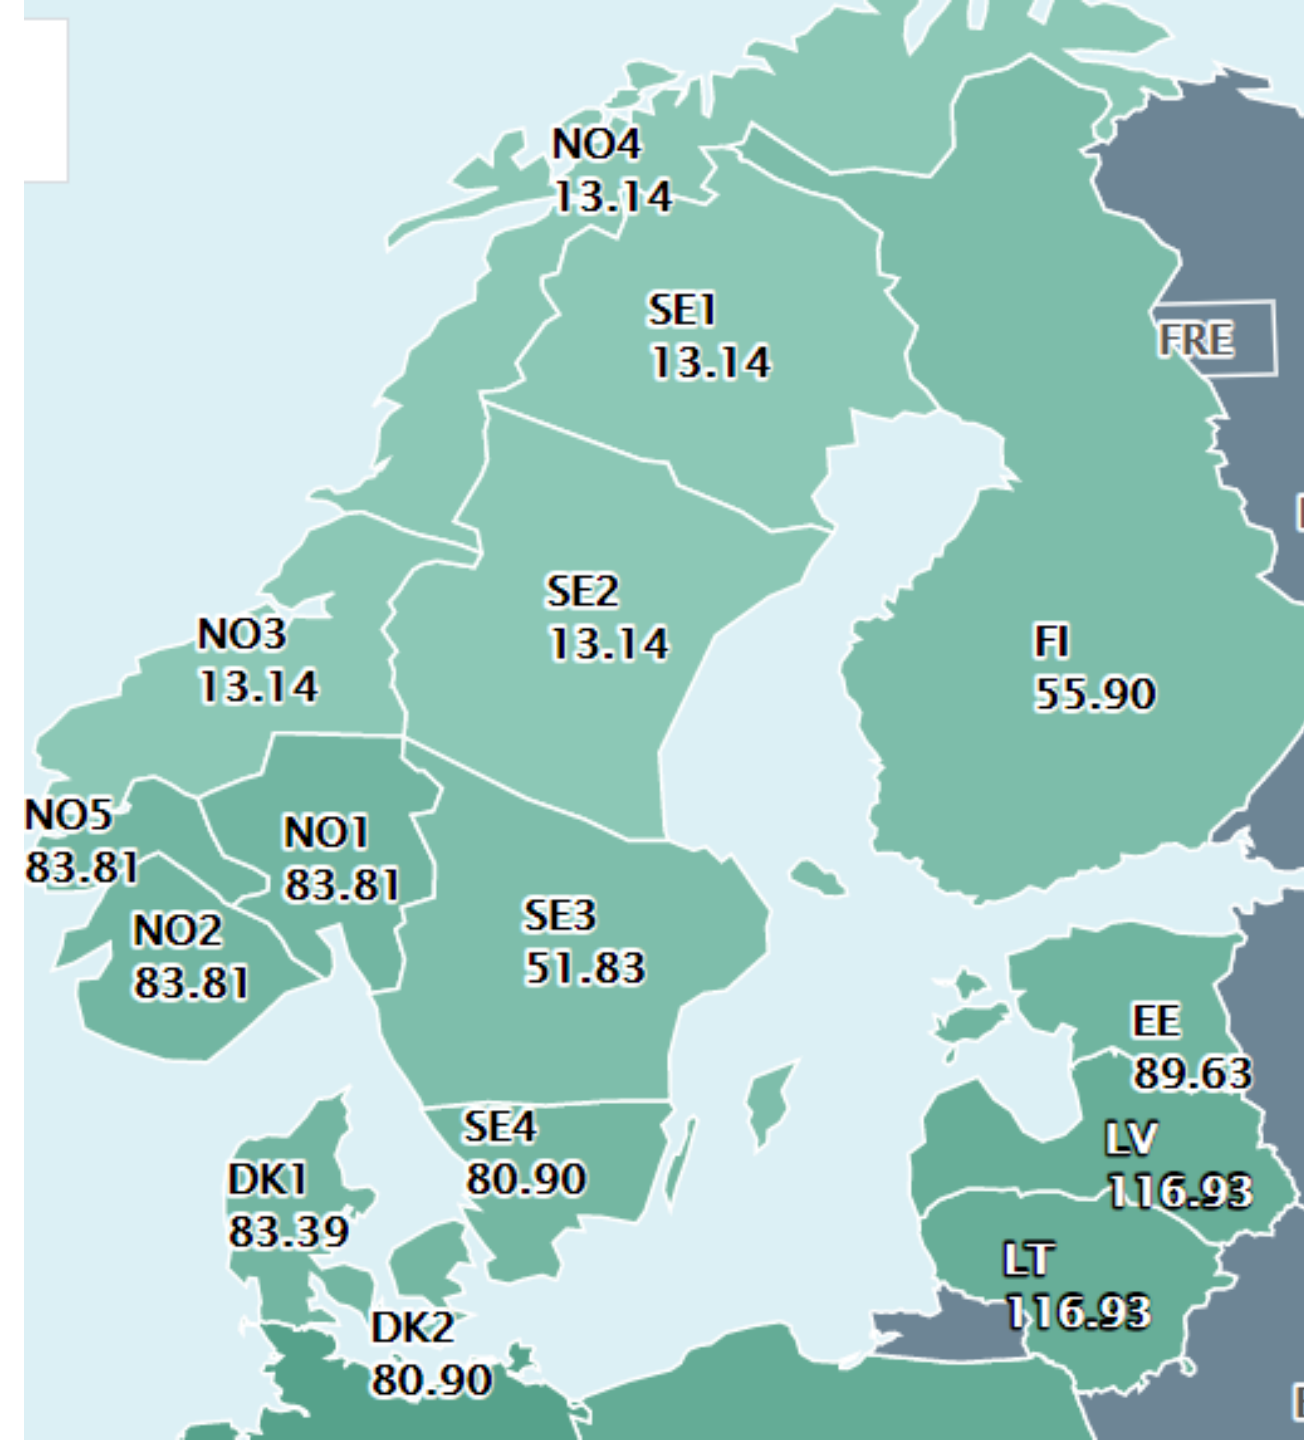 NO4
13.14
SE1
13.14
FRE
SE2
13.14
NO3
13.14
FI
55.90
NO5
83.81
NO1
83.81
NO2
83.81
SE3
51.83
EE
89.63
SE4
80.90
LV
116.93
DK1
83.39
LT
116.93
DK2
80.90